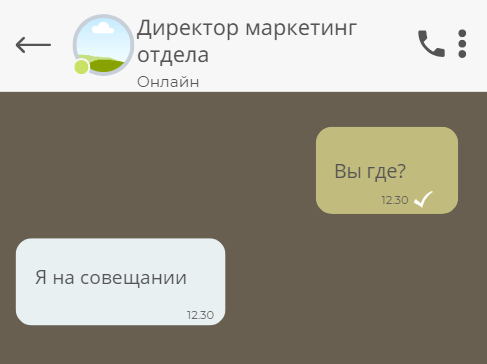 Директор маркетинг
отдела
Онлайн
Вы где?
12.30
Я на совещании
12.30